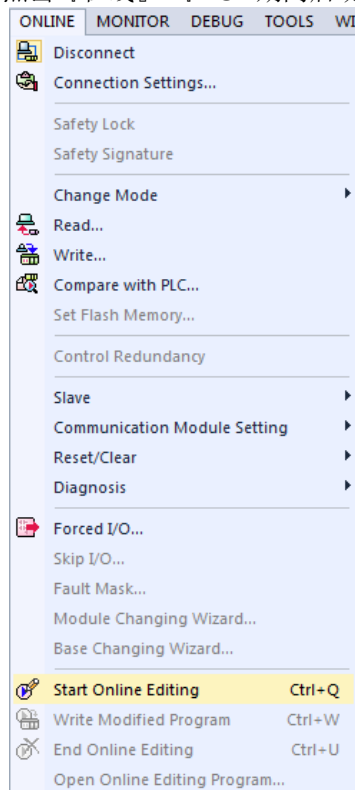 ONLINE MONITOR DEBUG TOOLS
Disconnect
Connection Settings...
Safety Lock
Safety Signature
Change Mode
Read...
Write...
Compare with PLC...
Set Flash Memory...
Control Redundancy
Slave
Communication Module Setting
Reset/Clear
Diagnosis
Forced I/O...
Skip I/O...
Fault Mask...
Module Changing Wizard...
Base Changing Wizard...
Start Online Editing Ctrl+Q
Write Modified Program Ctrl+W
End Online Editing Ctrl+U
Open Online Editing Program...